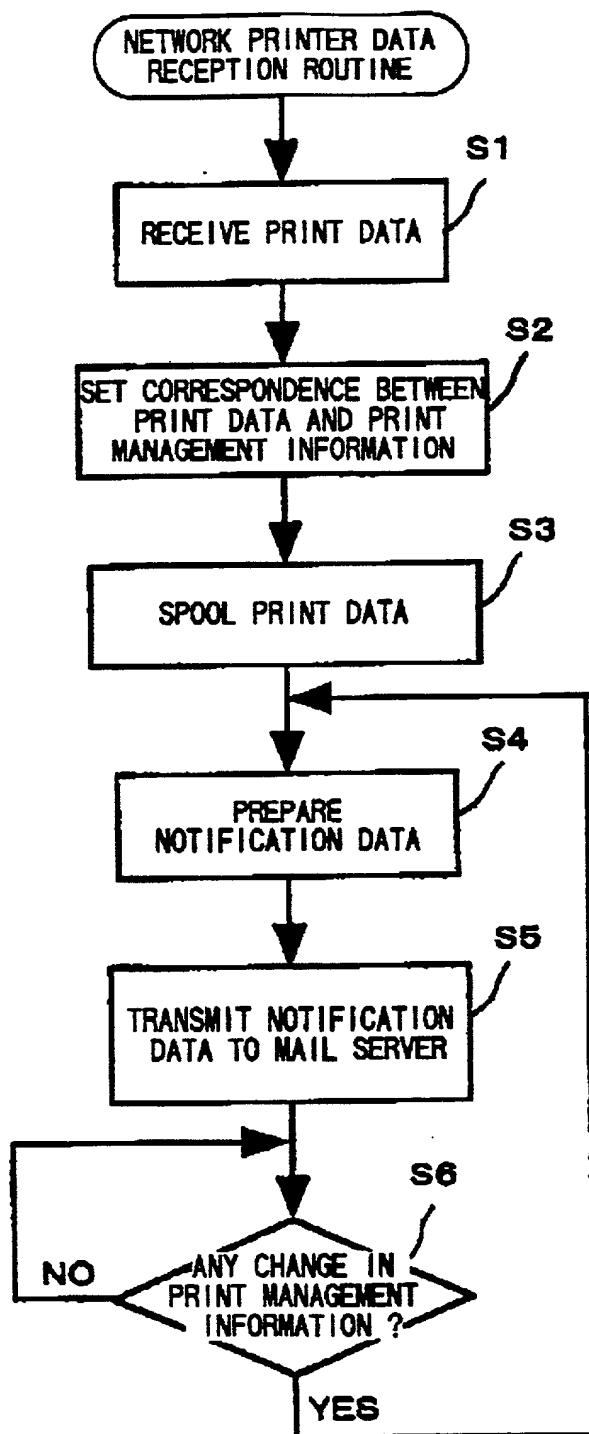 NETWORK PRINTER DATA
RECEPTION ROUTINE
S1
RECEIVE PRINT DATA
S2
SET CORRESPONDENCE BETWEEN
PRINT DATA AND PRINT
MANAGEMENT INFORMATION
S3
SPOOL PRINT DATA
S4
PREPARE
NOTIFICATION DATA
S5
TRANSMIT NOTIFICATION
DATA TO MAIL SERVER
S6
ANY CHANGE IN
PRINT MANAGEMENT
INFORMATION ?
NO
YES